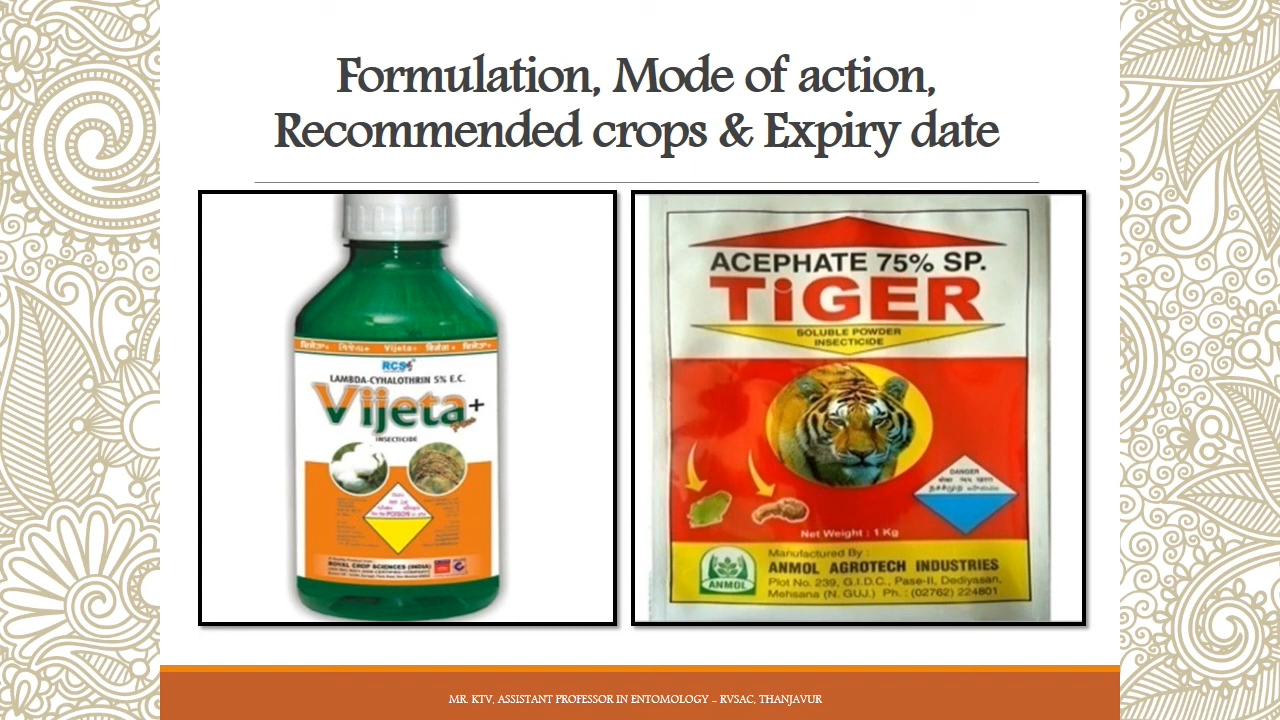 Formulation, Mode of action,
Recommended crops & Expiry date
Vijeta+
RCS
LAMBDA-CYHALOTHRIN 5% E.C.
Vijeta+
INSECTICIDE
POISON
ROYAL CROP SCIENCES (INDIA)
ACEPHATE 75% SP.
TiGER
SOLUBLE POWDER
INSECTICIDE
DANGER
Net Weight : 1 Kg
ANMOL
Manufactured By :
ANMOL AGROTECH INDUSTRIES
Plot No. 239, G.I.D.C., Pase-II, Dediyasan,
Mehsana (N. GUJ.) Ph. : (02762) 224801
MR. KTV, ASSISTANT PROFESSOR IN ENTOMOLOGY – RVSAC, THANJAVUR